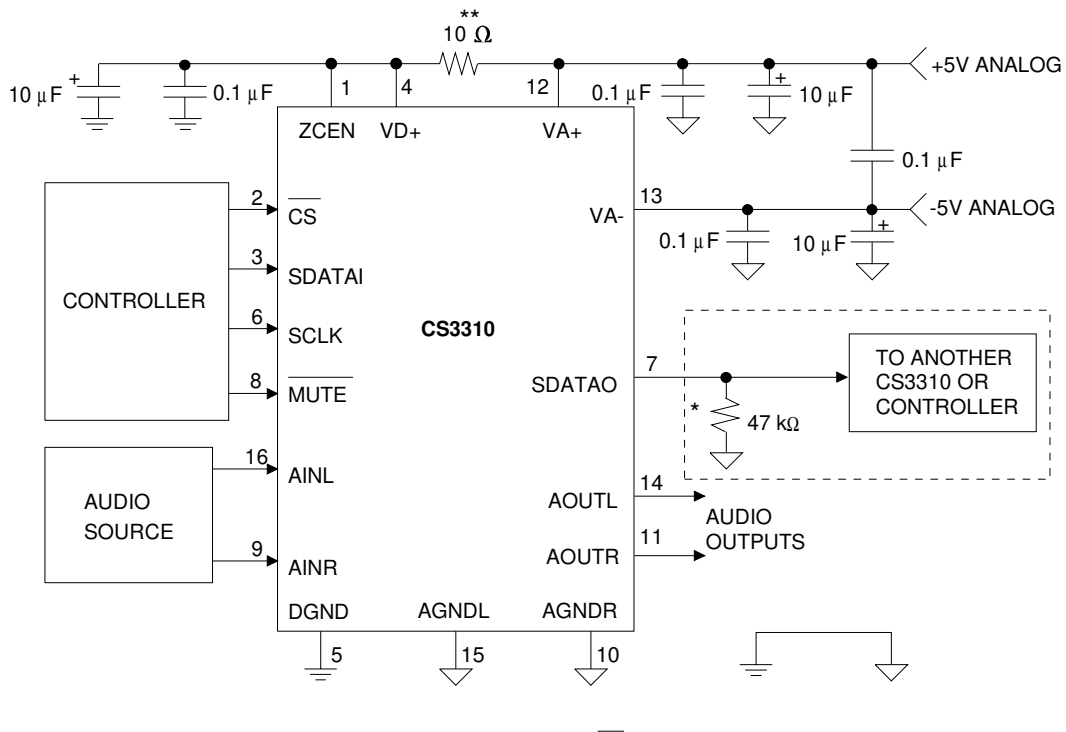 **
10 Ω
+
10 µF
0.1 µF
1
4
12
0.1 µF
+
10 µF
+5V ANALOG
ZCEN
VD+
VA+
0.1 µF
2
CS
13
VA-
-5V ANALOG
0.1 µF
10 µF
+
3
SDATAI
CONTROLLER
6
SCLK
CS3310
8
MUTE
7
SDATAO
TO ANOTHER
CS3310 OR
CONTROLLER
*
47 kΩ
16
AINL
14
AOUTL
AUDIO
SOURCE
AUDIO
OUTPUTS
11
AOUTR
9
AINR
DGND
AGNDL
AGNDR
5
15
10